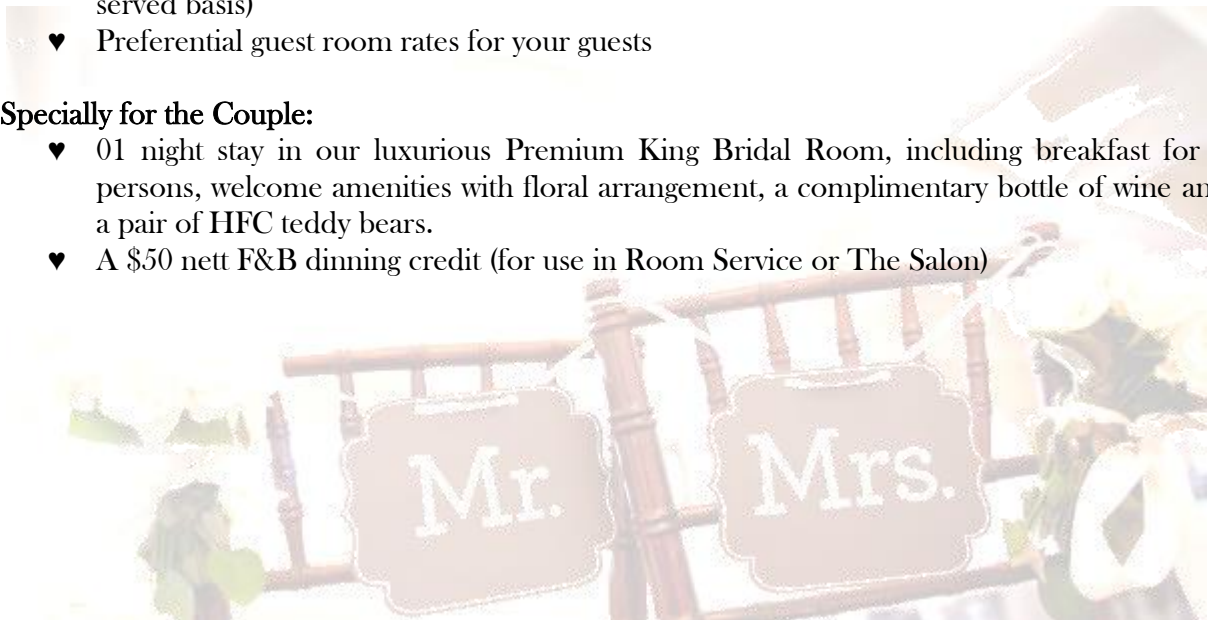 served basis)
♥ Preferential guest room rates for your guests
Specially for the Couple:
♥ 01 night stay in our luxurious Premium King Bridal Room, including breakfast for
persons, welcome amenities with floral arrangement, a complimentary bottle of wine
a pair of HFC teddy bears.
♥ A $50 nett F&B dinning credit (for use in Room Service or The Salon)
Mr. Mrs.